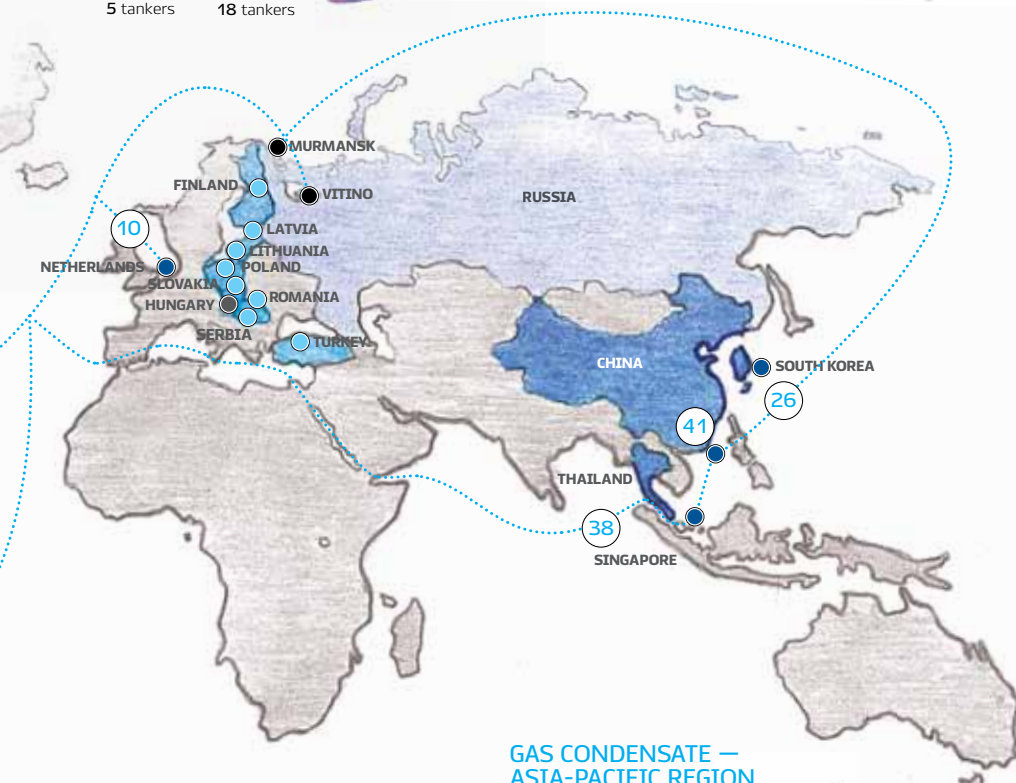 5 tankers
18 tankers
MURMANSK
FINLAND
VITINO
RUSSIA
10
LATVIA
LITHUANIA
NETHERLANDS
POLAND
SLOVAKIA
ROMANIA
HUNGARY
SERBIA
TURKEY
CHINA
SOUTH KOREA
26
41
THAILAND
38
SINGAPORE
GAS CONDENSATE —
ASIA-PACIFIC REGION